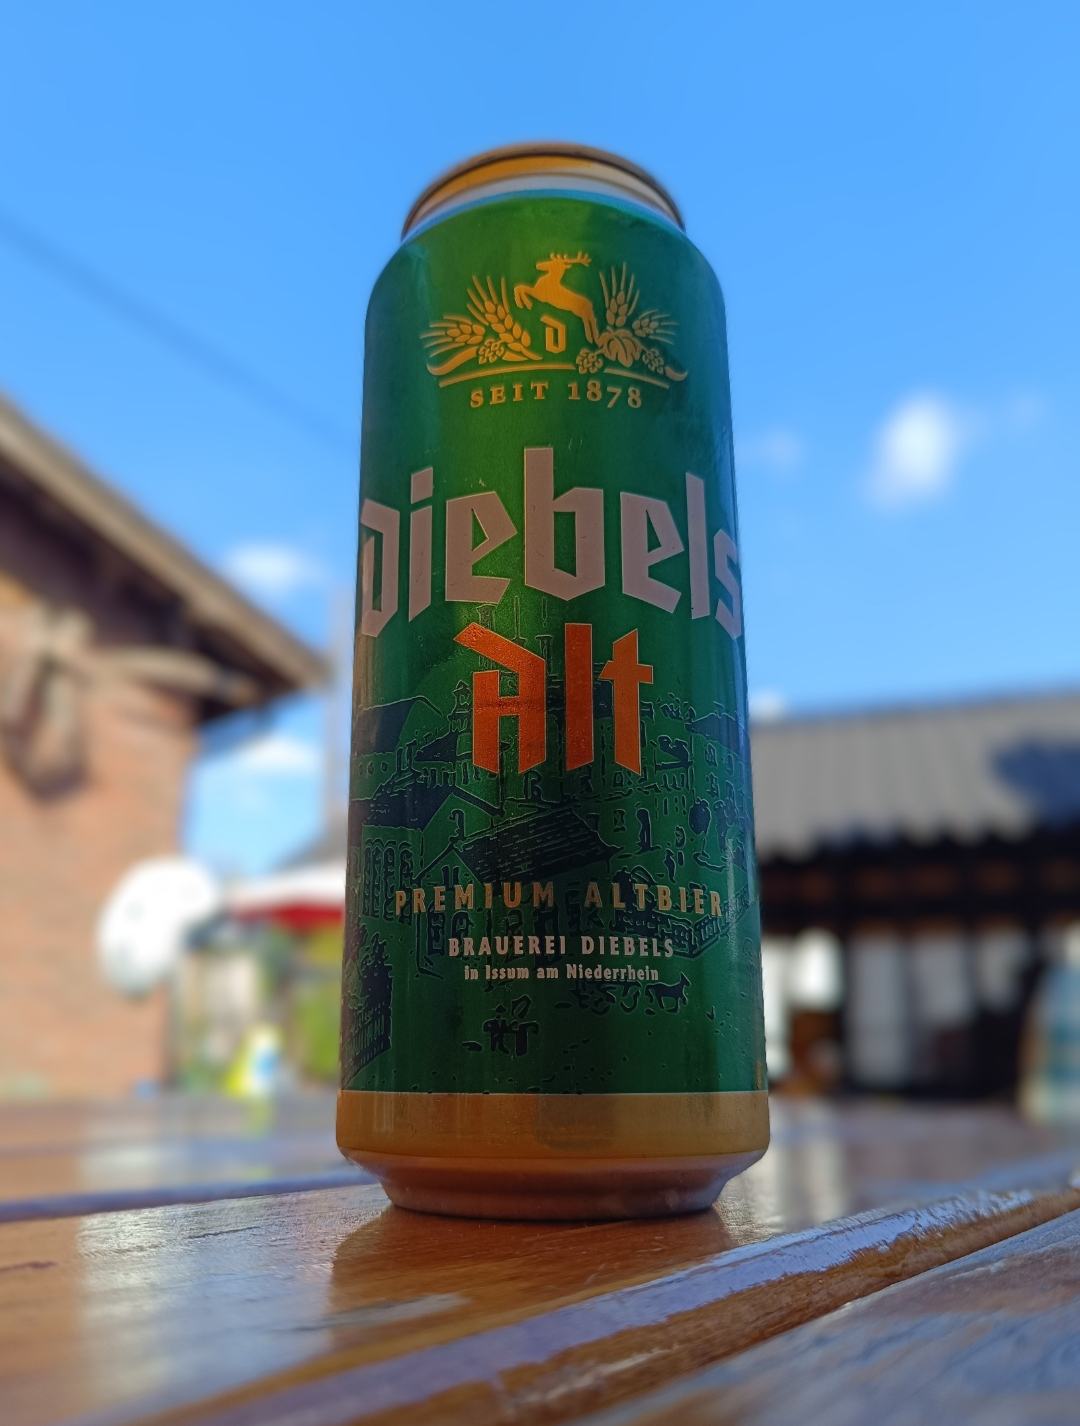 d
SEIT 1878
Diebels
Alt
PREMIUM ALTBIER
BRAUEREI DIEBELS
in Issum am Niederrhein